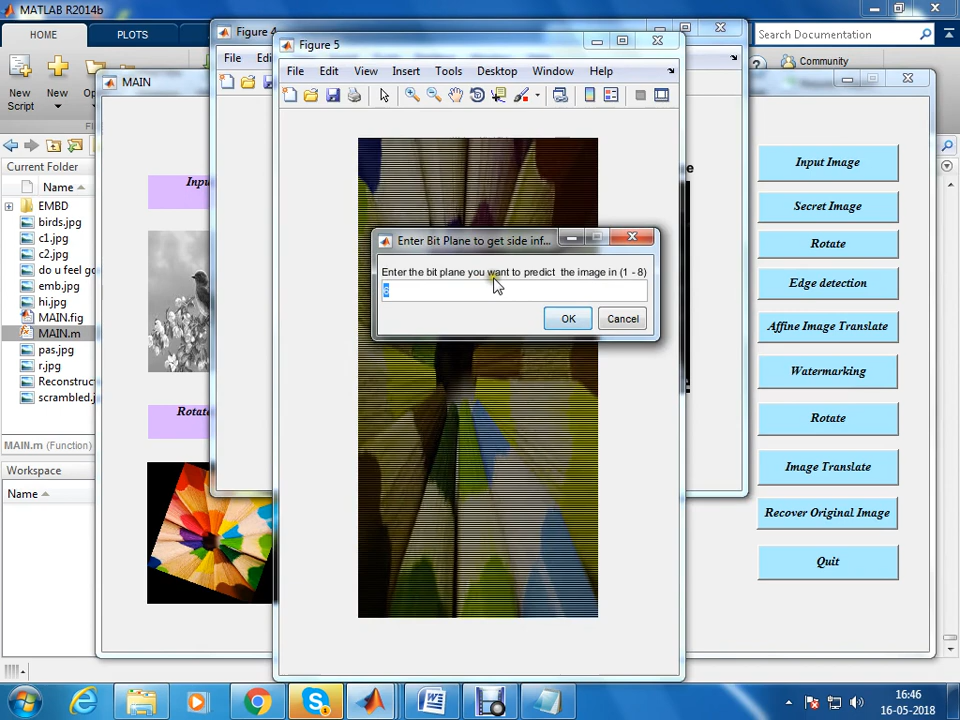 MATLAB R2014b
HOME
PLOTS
Search Documentation
New
Script
New
Community
Current Folder
Name
EMBD
birds.jpg
c1.jpg
c2.jpg
do u feel go
emb.jpg
hi.jpg
MAIN.fig
MAIN.m
pas.jpg
r.jpg
Reconstruc
scrambled.j
MAIN.m (Function)
Workspace
Name
MAIN
Inpu
Rotate
Figure 4
File
Edit
Figure 5
File Edit View Insert Tools Desktop Window Help
Enter Bit Plane to get side inf...
Enter the bit plane you want to predict the image in (1 - 8)
6
OK
Cancel
Input Image
Secret Image
Rotate
Edge detection
Affine Image Translate
Watermarking
Rotate
Image Translate
Recover Original Image
Quit
16:46
16-05-2018